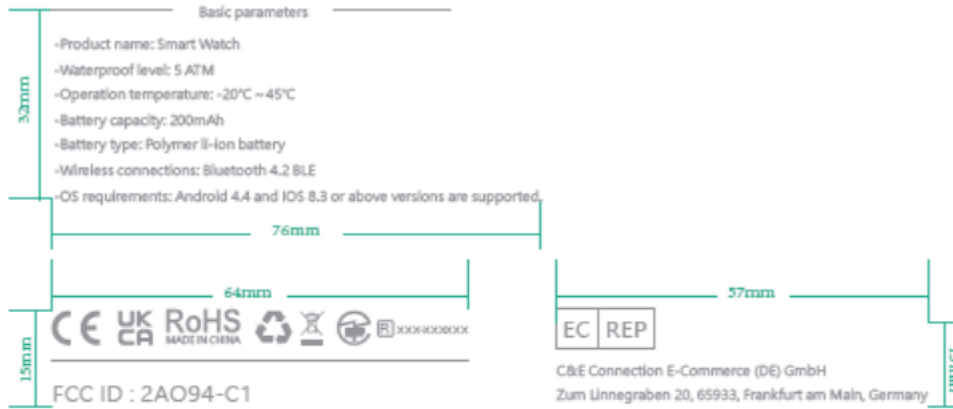 Basic parameters
-Product name: Smart Watch
-Waterproof level: 5 ATM
-Operation temperature: -20℃ ~ 45℃
-Battery capacity: 200mAh
-Battery type: Polymer li-ion battery
-Wireless connections: Bluetooth 4.2 BLE
-OS requirements: Android 4.4 and IOS 8.3 or above versions are supported.
32mm
76mm
64mm
57mm
15mm
CE UK CA RoHS R xxx-xxxxxx
MADE IN CHINA
EC REP
FCC ID : 2AO94-C1
C&E Connection E-Commerce (DE) GmbH
Zum Linnegraben 20, 65933, Frankfurt am Main, Germany